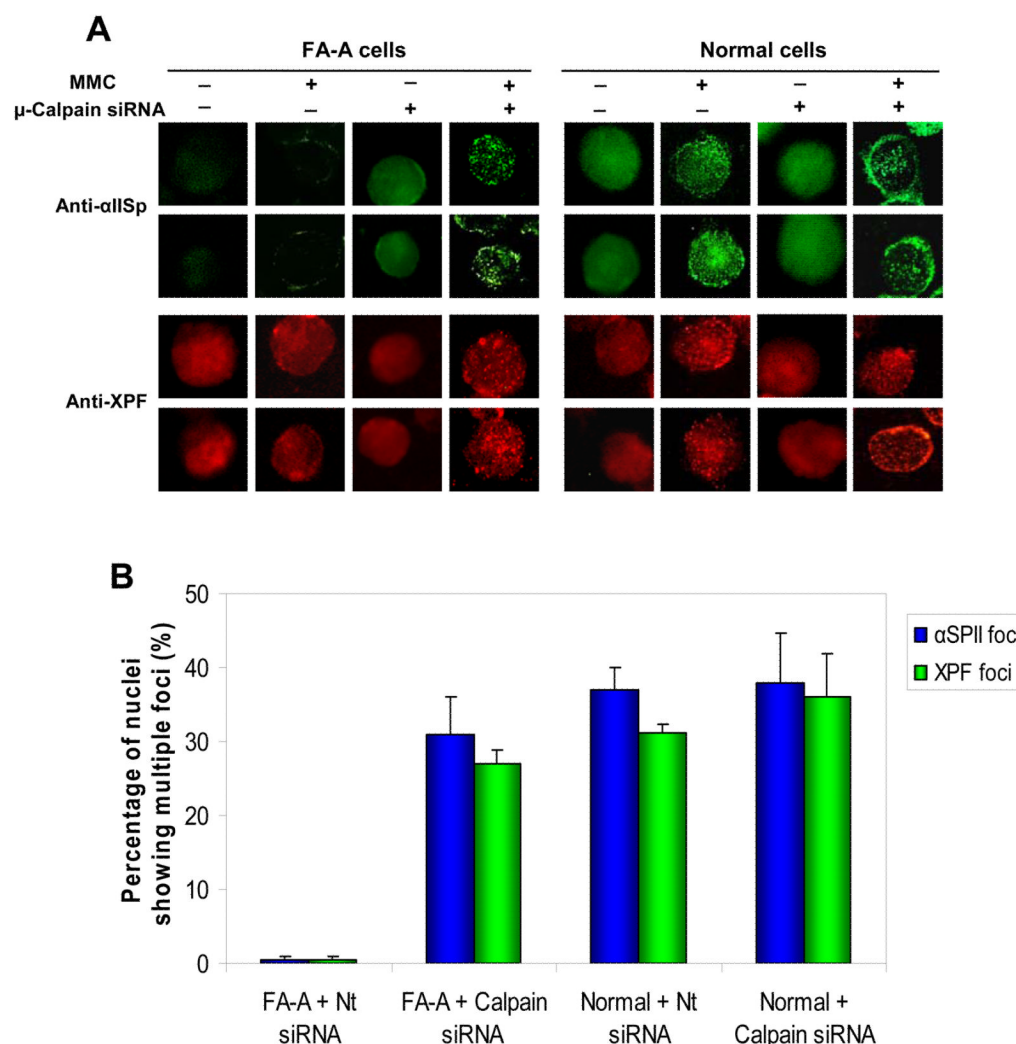 A
FA-A cells
Normal cells
MMC – + – + – + – +
μ-Calpain siRNA – – + + – – + +
Anti-αIISp
Anti-XPF
B
Percentage of nuclei
showing multiple foci (%)
50
40
30
20
10
0
FA-A + Nt
siRNA
FA-A + Calpain
siRNA
Normal + Nt
siRNA
Normal +
Calpain siRNA
αSPII foc
XPF foci